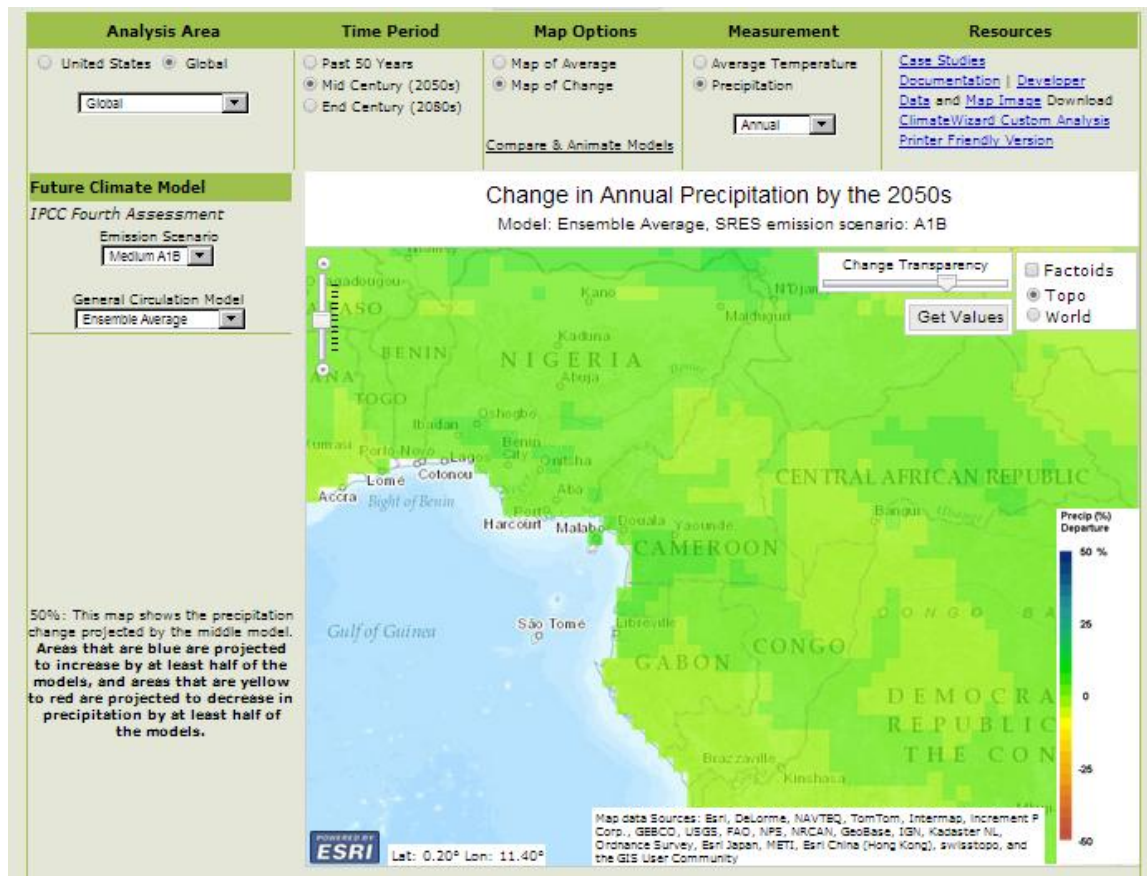 Analysis Area
Time Period
Map Options
Measurement
Resources
United States
Global
Global
Past 50 Years
Mid Century (2050s)
End Century (2080s)
Map of Average
Map of Change
Compare & Animate Models
Average Temperature
Precipitation
Annual
Case Studies
Documentation | Developer
Data and Map Image Download
ClimateWizard Custom Analysis
Printer Friendly Version
Future Climate Model
IPCC Fourth Assessment
Emission Scenario
Medium A1B
General Circulation Model
Ensemble Average
50%: This map shows the precipitation
change projected by the middle model.
Areas that are blue are projected
to increase by at least half of the
models, and areas that are yellow
to red are projected to decrease in
precipitation by at least half of
the models.
Change in Annual Precipitation by the 2050s
Model: Ensemble Average, SRES emission scenario: A1B
Change Transparency
Factoids
Topo
World
Get Values
Kano
Maiduguri
Kaduna
BENIN
NIGERIA
Abuja
TOGO
Oshogbo
Ibadan
Porto-Novo
Lagos
Benin
City
Onitsha
Lomé
Cotonou
Aba
Accra
Bight of Benin
Port
Harcourt
Malabo
Douala
Yaounde
CAMEROON
CENTRAL AFRICAN REPUBLIC
Bangui
Gulf of Guinea
São Tomé
Libreville
GABON
CONGO
CONGO BA
DEMOCRA
REPUBLIC
THE CON
Brazzaville
Kinshasa
Precip (%)
Departure
50 %
25
0
-25
-50
POWERED BY
ESRI
Lat: 0.20° Lon: 11.40°
Map data Sources: Esri, DeLorme, NAVTEQ, TomTom, Intermap, increment P
Corp., GEBCO, USGS, FAO, NPS, NRCAN, GeoBase, IGN, Kadaster NL,
Ordnance Survey, Esri Japan, METI, Esri China (Hong Kong), swisstopo, and
the GIS User Community